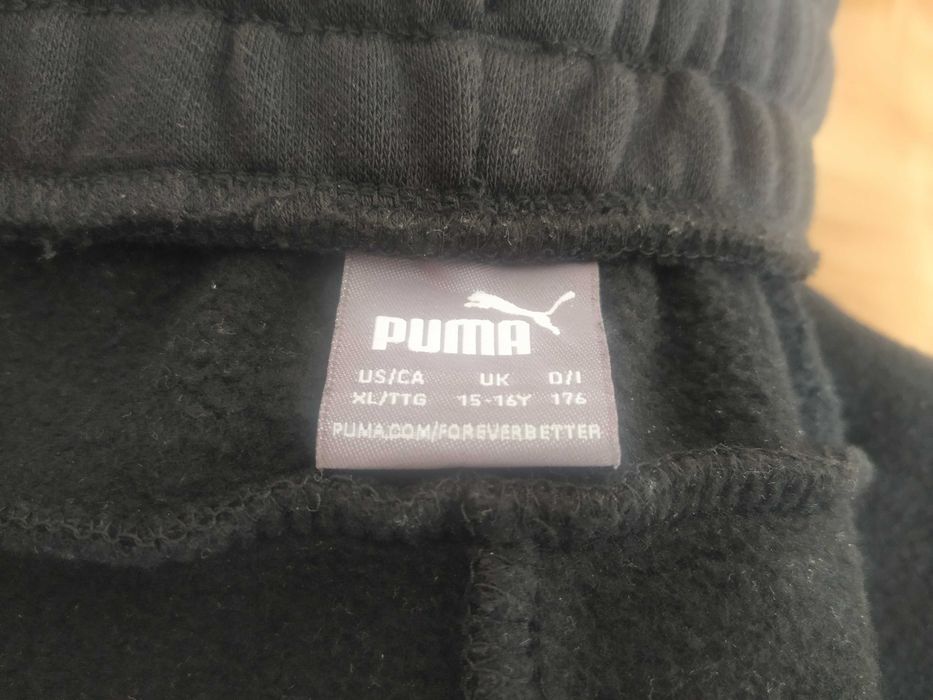 PUMA
US/CA UK D/I
XL/TTG 15-16Y 176
PUMA.COM/FOREVERBETTER